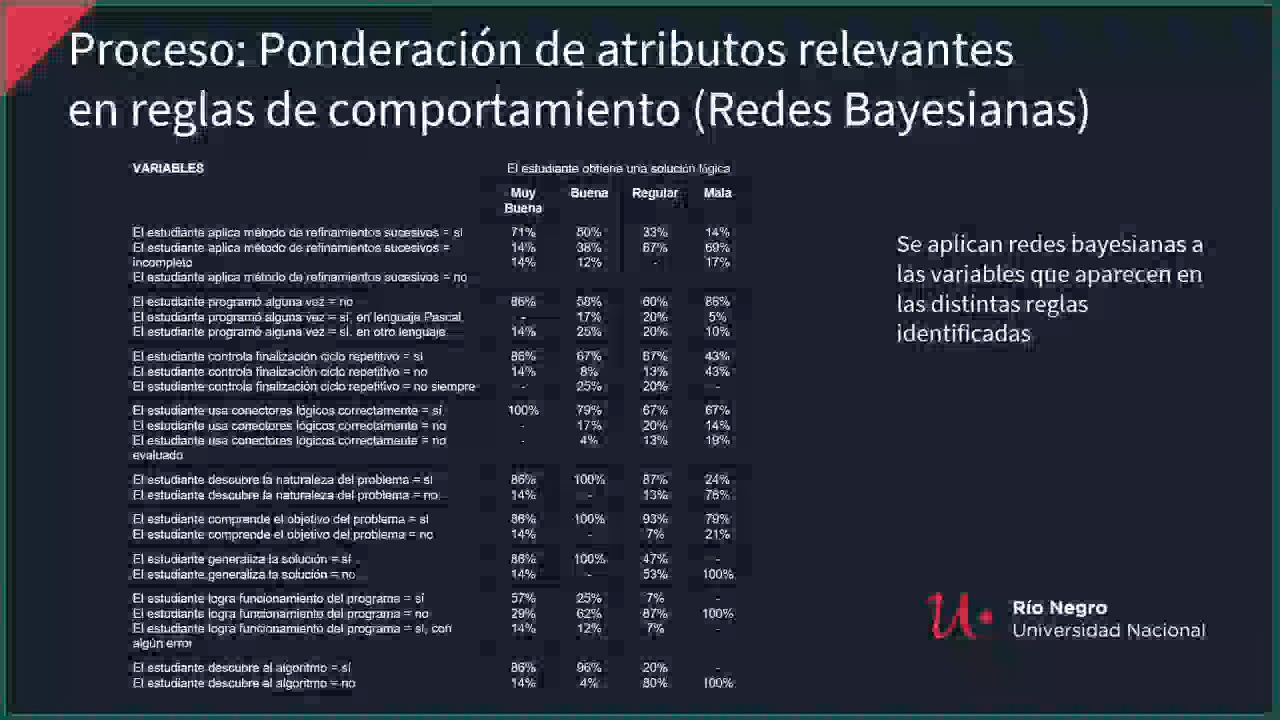 Proceso: Ponderación de atributos relevantes
en reglas de comportamiento (Redes Bayesianas)
VARIABLES El estudiante obtiene una solución lógica
Muy Buena Regular Mala
Buena
El estudiante aplica método de refinamientos sucesivos = si 71% 50% 33% 14%
El estudiante aplica método de refinamientos sucesivos = 14% 38% 67% 69%
incompleto 14% 12% - 17%
El estudiante aplica método de refinamientos sucesivos = no
El estudiante programó alguna vez = no 86% 58% 60% 86%
El estudiante programó alguna vez = si, en lenguaje Pascal - 17% 20% 5%
El estudiante programó alguna vez = si, en otro lenguaje 14% 25% 20% 10%
El estudiante controla finalización ciclo repetitivo = si 86% 67% 67% 43%
El estudiante controla finalización ciclo repetitivo = no 14% 8% 13% 43%
El estudiante controla finalización ciclo repetitivo = no siempre - 25% 20% -
El estudiante usa conectores lógicos correctamente = sí 100% 79% 67% 67%
El estudiante usa conectores lógicos correctamente = no - 17% 20% 14%
El estudiante usa conectores lógicos correctamente = no - 4% 13% 19%
evaluado
El estudiante descubre la naturaleza del problema = si 86% 100% 87% 24%
El estudiante descubre la naturaleza del problema = no 14% - 13% 76%
El estudiante comprende el objetivo del problema = si 86% 100% 93% 79%
El estudiante comprende el objetivo del problema = no 14% - 7% 21%
El estudiante generaliza la solución = sí 86% 100% 47% -
El estudiante generaliza la solución = no 14% - 53% 100%
El estudiante logra funcionamiento del programa = sí 57% 25% 7% -
El estudiante logra funcionamiento del programa = no 29% 62% 87% 100%
El estudiante logra funcionamiento del programa = si, con 14% 12% 7% -
algún error
El estudiante descubre el algoritmo = sí 86% 96% 20% -
El estudiante descubre el algoritmo = no 14% 4% 80% 100%
Se aplican redes bayesianas a
las variables que aparecen en
las distintas reglas
identificadas
Río Negro
Universidad Nacional